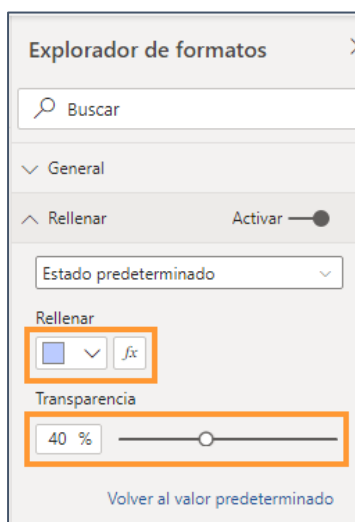 Explorador de formatos
Buscar
General
Rellenar Activar
Estado predeterminado
Rellenar
fx
Transparencia
40 %
Volver al valor predeterminado